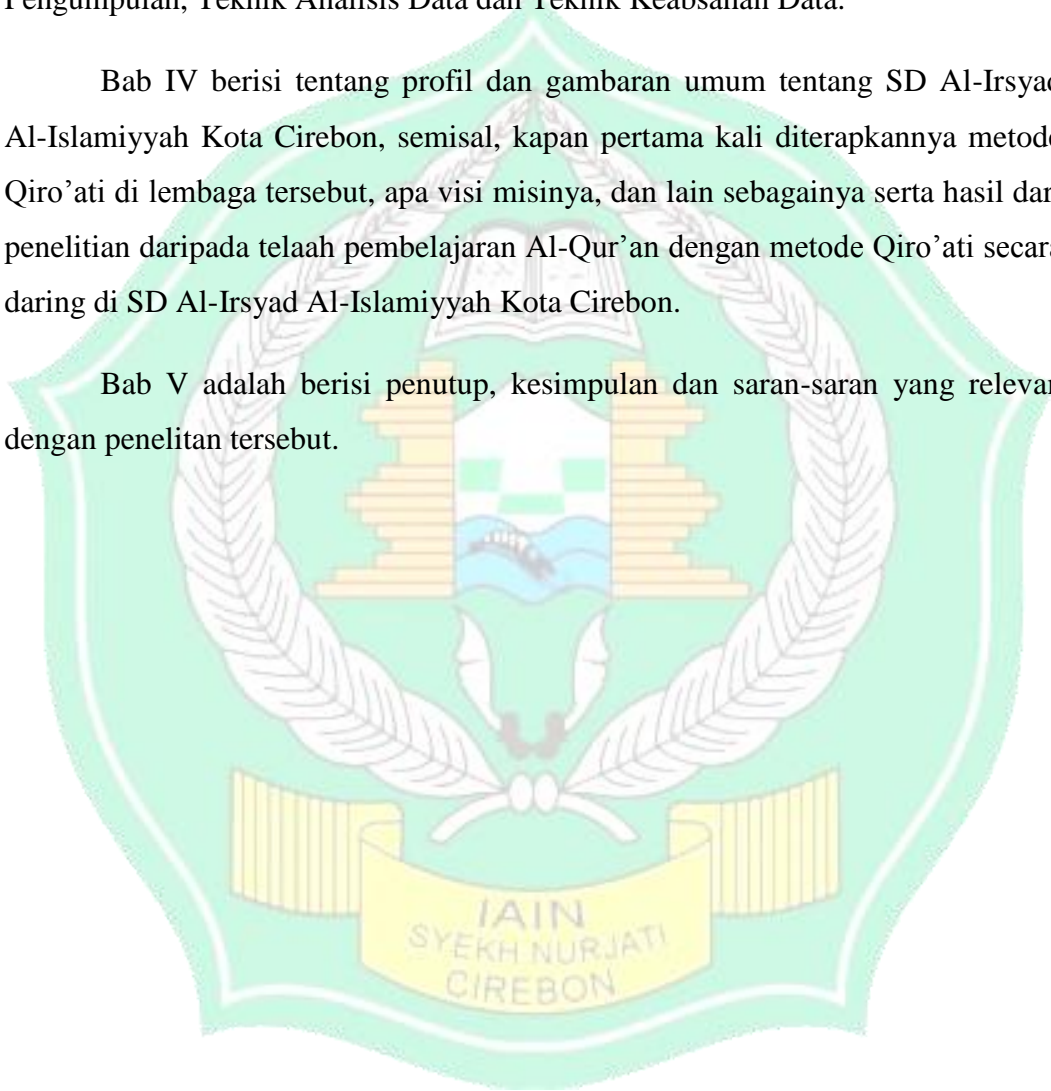 Pengumpulan, Teknik Analisis Data dan Teknik Keabsahan Data.
Bab IV berisi tentang profil dan gambaran umum tentang SD Al-Irsyad
Al-Islamiyyah Kota Cirebon, semisal, kapan pertama kali diterapkannya metode
Qiro’ati di lembaga tersebut, apa visi misinya, dan lain sebagainya serta hasil dari
penelitian daripada telaah pembelajaran Al-Qur’an dengan metode Qiro’ati secara
daring di SD Al-Irsyad Al-Islamiyyah Kota Cirebon.
Bab V adalah berisi penutup, kesimpulan dan saran-saran yang relevan
dengan penelitan tersebut.
IAIN
SYEKH NURJATI
CIREBON